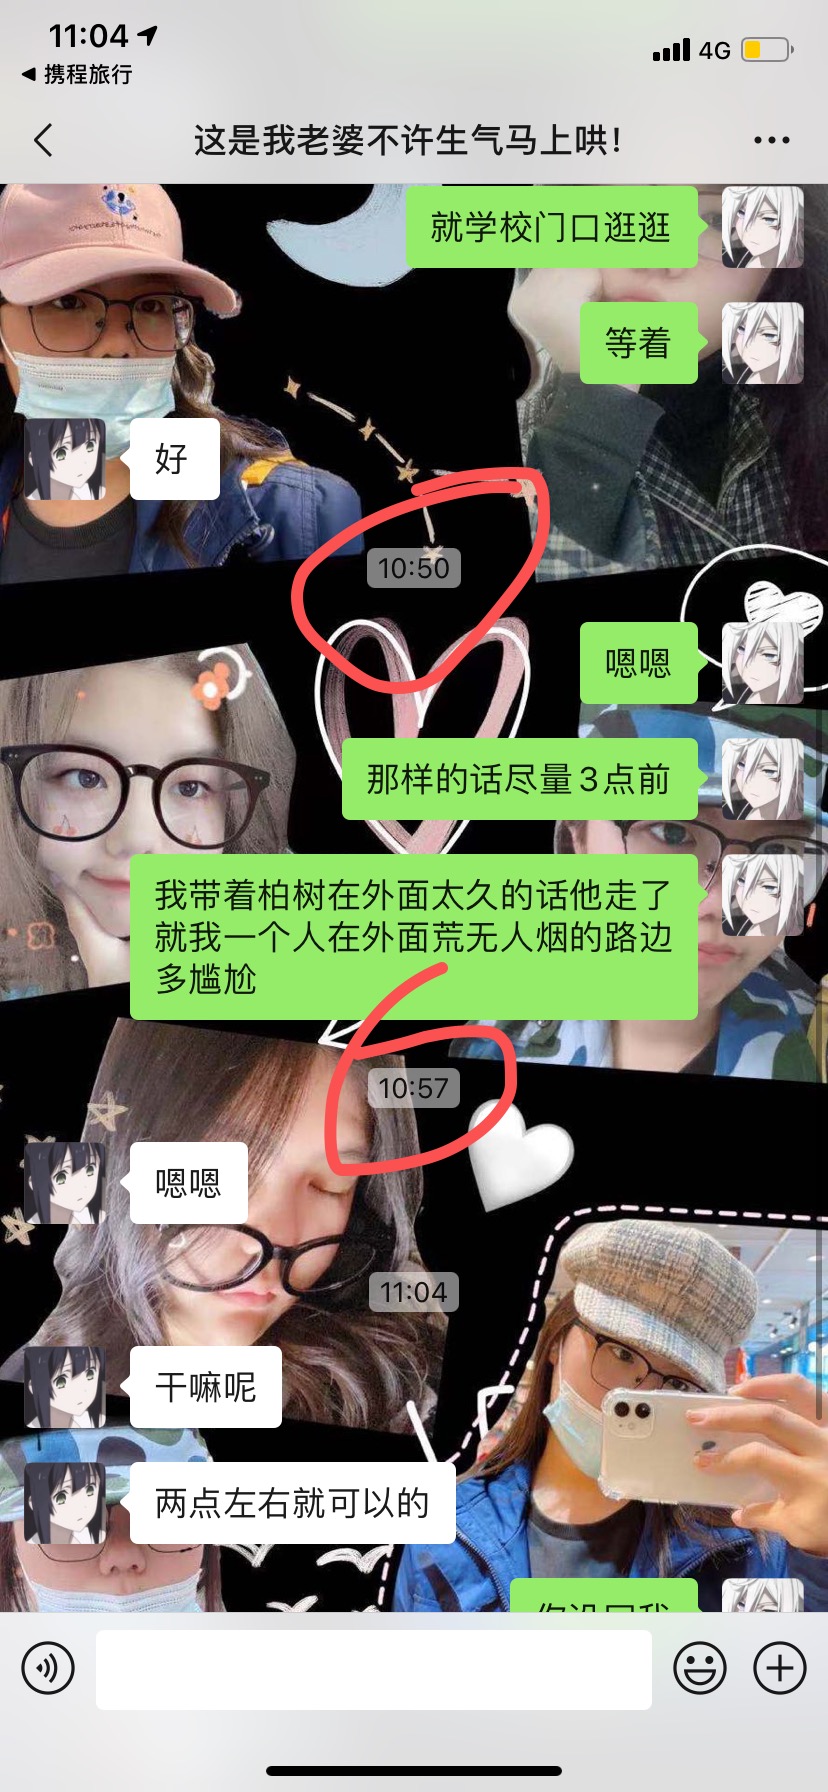 11:04
4G
携程旅行
这是我老婆不许生气马上哄!
就学校门口逛逛
等着
好
10:50
嗯嗯
那样的话尽量3点前
我带着柏树在外面太久的话他走了
就我一个人在外面荒无人烟的路边
多尴尬
10:57
嗯嗯
11:04
干嘛呢
两点左右就可以的
你没回我